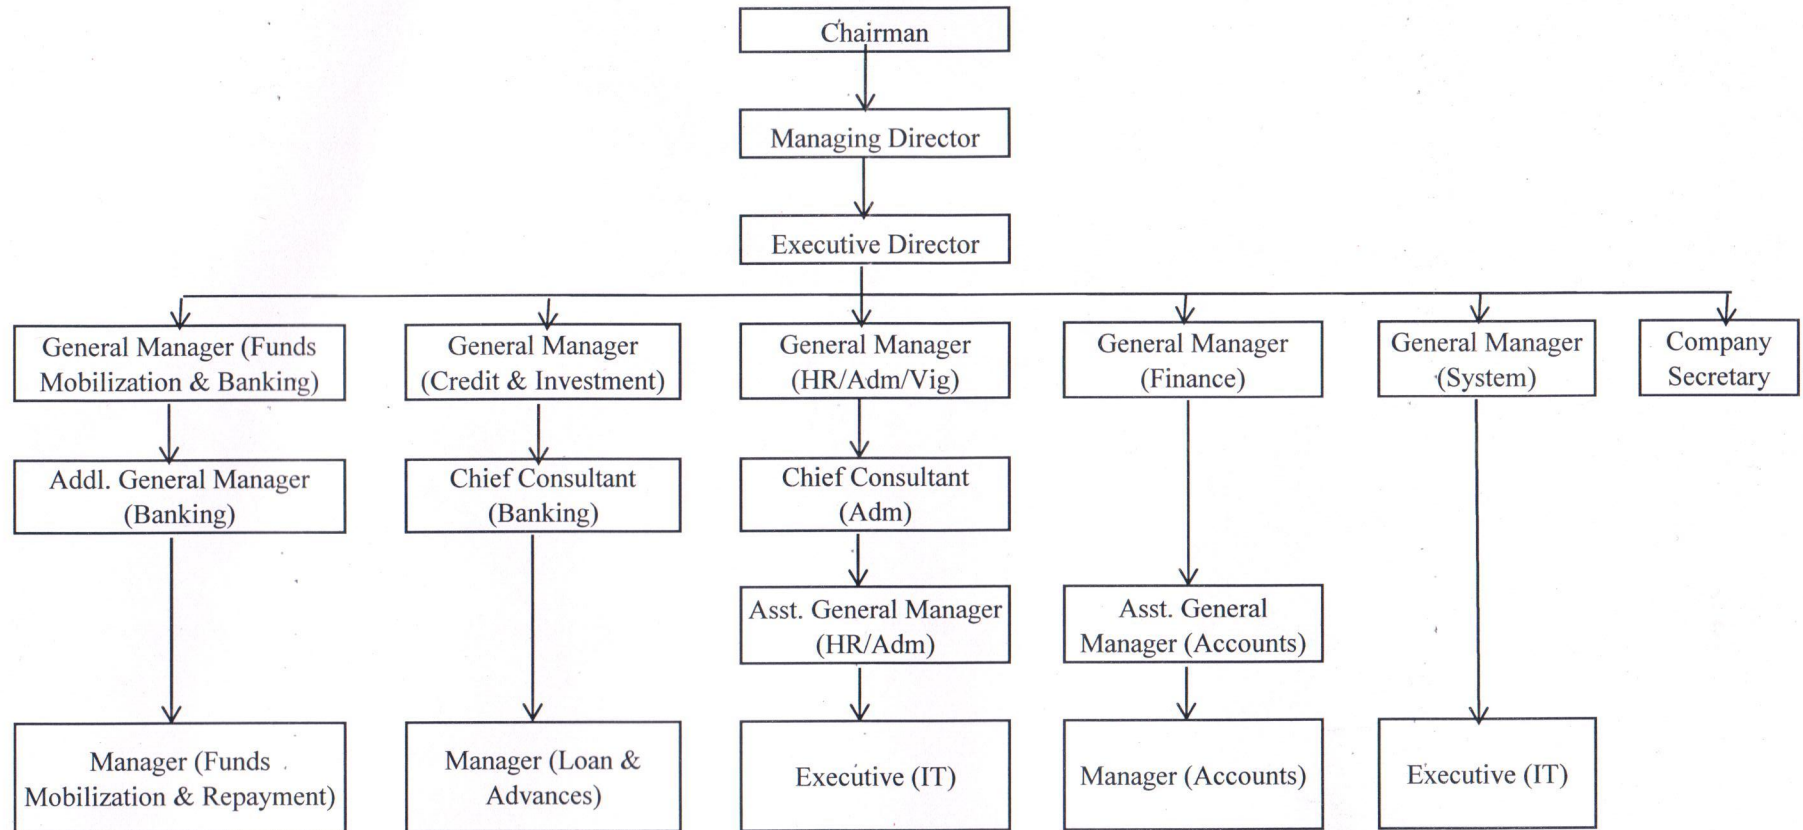 Chairman
Managing Director
Executive Director
General Manager (Funds
Mobilization & Banking)
General Manager
(Credit & Investment)
General Manager
(HR/Adm/Vig)
General Manager
(Finance)
General Manager
(System)
Company
Secretary
Addl. General Manager
(Banking)
Chief Consultant
(Banking)
Chief Consultant
(Adm)
Asst. General Manager
(HR/Adm)
Asst. General
Manager (Accounts)
Manager (Funds
Mobilization & Repayment)
Manager (Loan &
Advances)
Executive (IT)
Manager (Accounts)
Executive (IT)